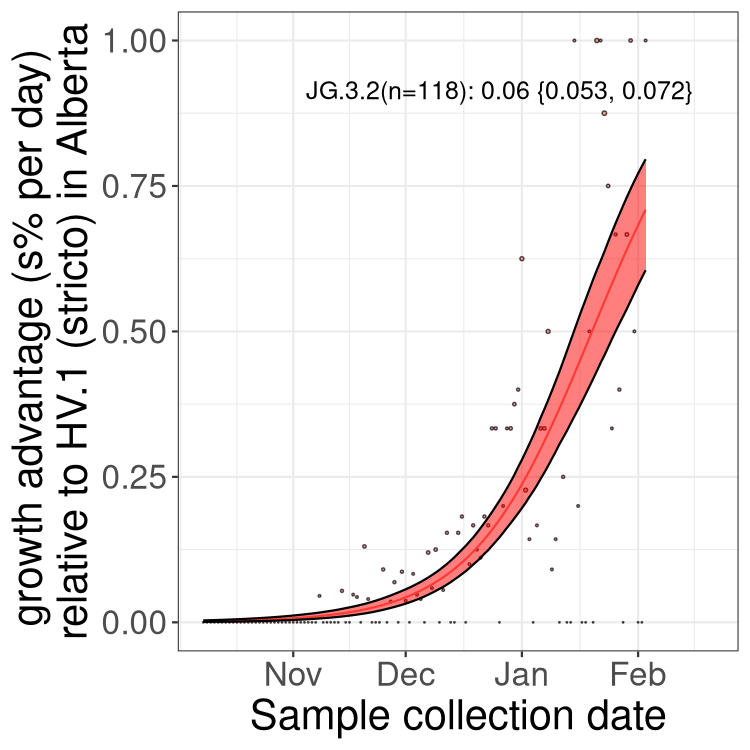 growth advantage (s% per day)
relative to HV.1 (stricto) in Alberta
1.00
0.75
0.50
0.25
0.00
JG.3.2(n=118): 0.06 {0.053, 0.072}
Nov Dec Jan Feb
Sample collection date